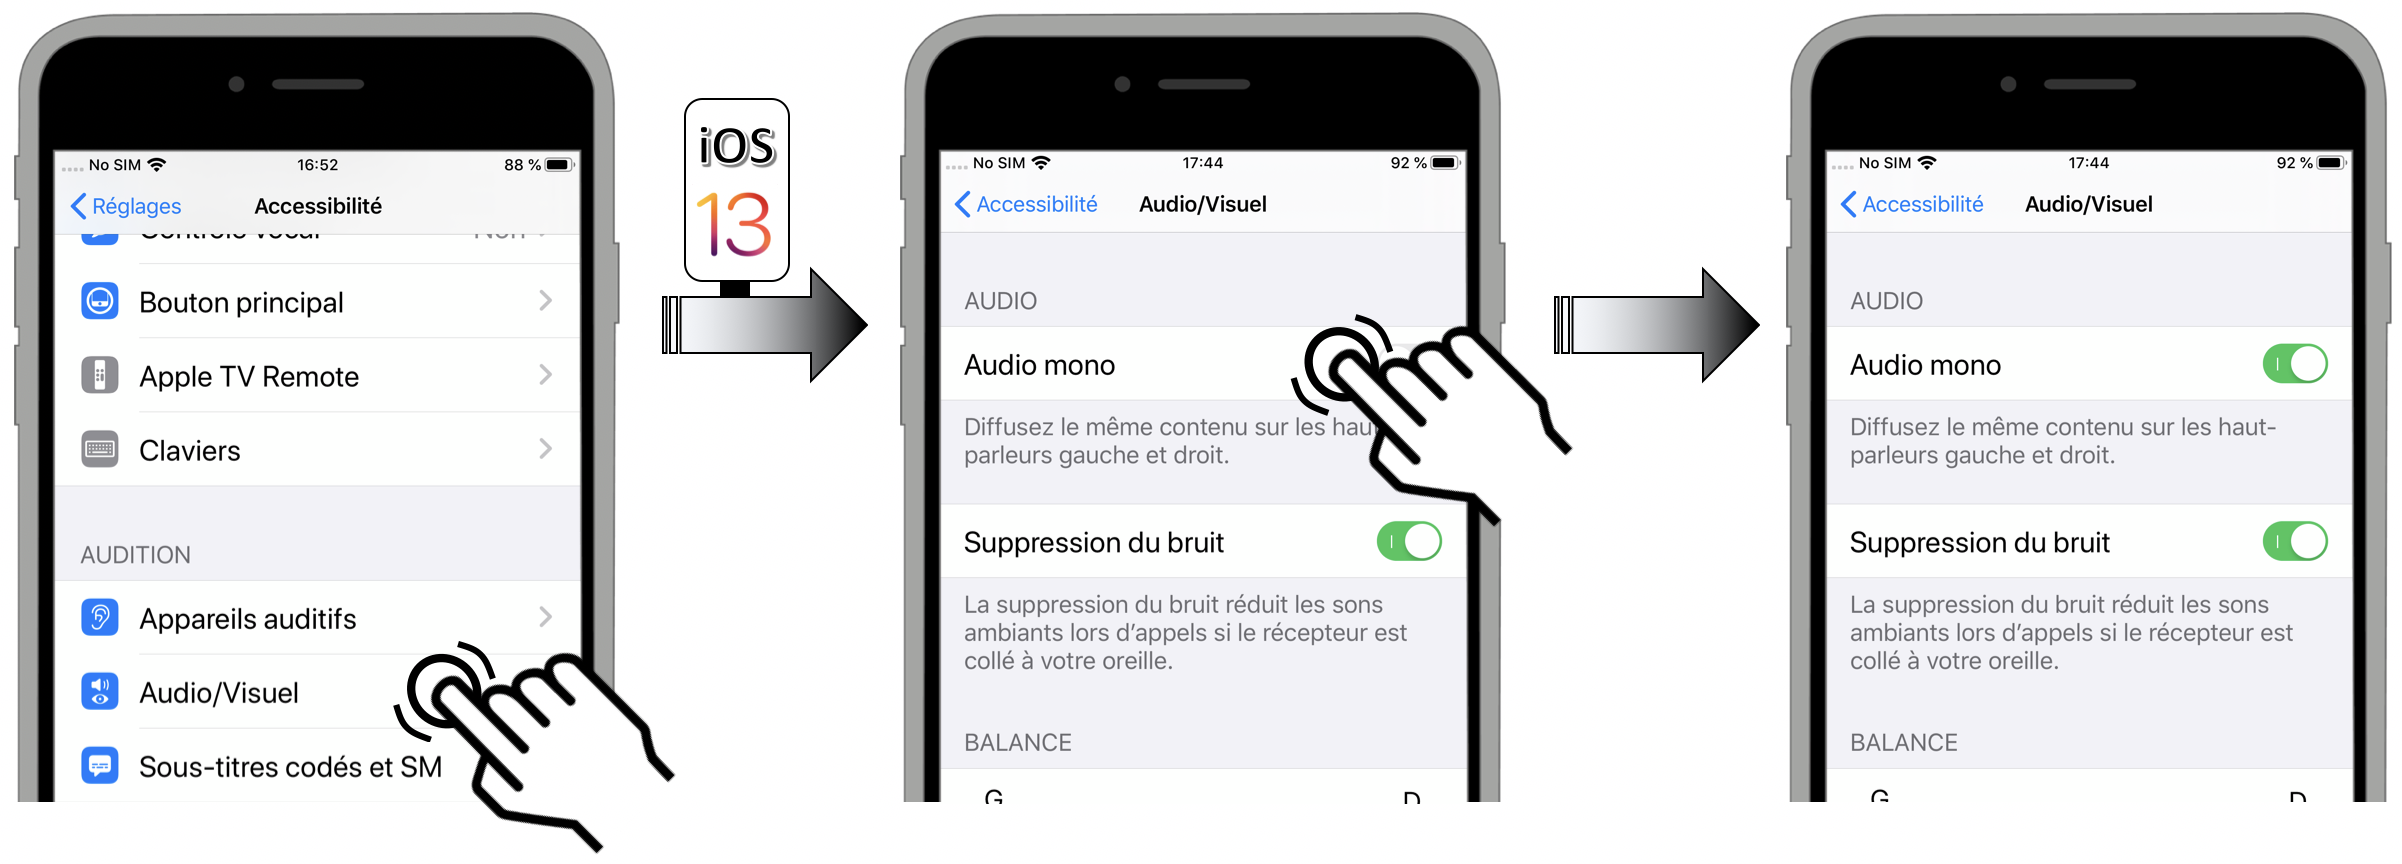 No SIM 16:52 88 %
Réglages Accessibilité
Contrôle vocal Non
Bouton principal
Apple TV Remote
Claviers
AUDITION
Appareils auditifs
Audio/Visuel
Sous-titres codés et SM
iOS
13
No SIM 17:44 92 %
Accessibilité Audio/Visuel
AUDIO
Audio mono
Diffusez le même contenu sur les hau
parleurs gauche et droit.
Suppression du bruit
La suppression du bruit réduit les sons
ambiants lors d’appels si le récepteur est
collé à votre oreille.
BALANCE
G D
No SIM 17:44 92 %
Accessibilité Audio/Visuel
AUDIO
Audio mono
Diffusez le même contenu sur les haut-
parleurs gauche et droit.
Suppression du bruit
La suppression du bruit réduit les sons
ambiants lors d’appels si le récepteur est
collé à votre oreille.
BALANCE
G D